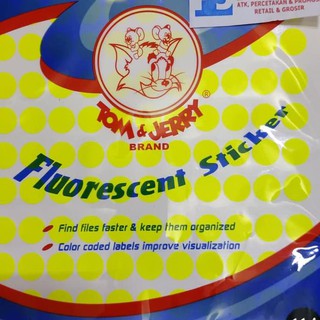 ATK, PERCETAKAN & PROMOSI
RETAIL & GROSIR
TOM & JERRY
®
BRAND
Fluorescent Sticker
Find files faster & keep them organized
Color coded labels improve visualization